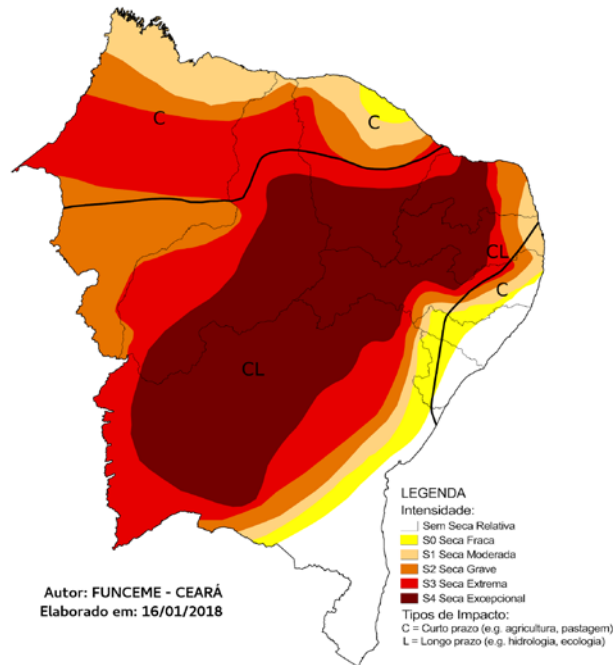 C
C
CL
C
CL
LEGENDA
Intensidade:
Sem Seca Relativa
S0 Seca Fraca
S1 Seca Moderada
S2 Seca Grave
S3 Seca Extrema
S4 Seca Excepcional
Tipos de Impacto:
C = Curto prazo (e.g. agricultura, pastagem)
L = Longo prazo (e.g. hidrologia, ecologia)
Autor: FUNCEME - CEARÁ
Elaborado em: 16/01/2018